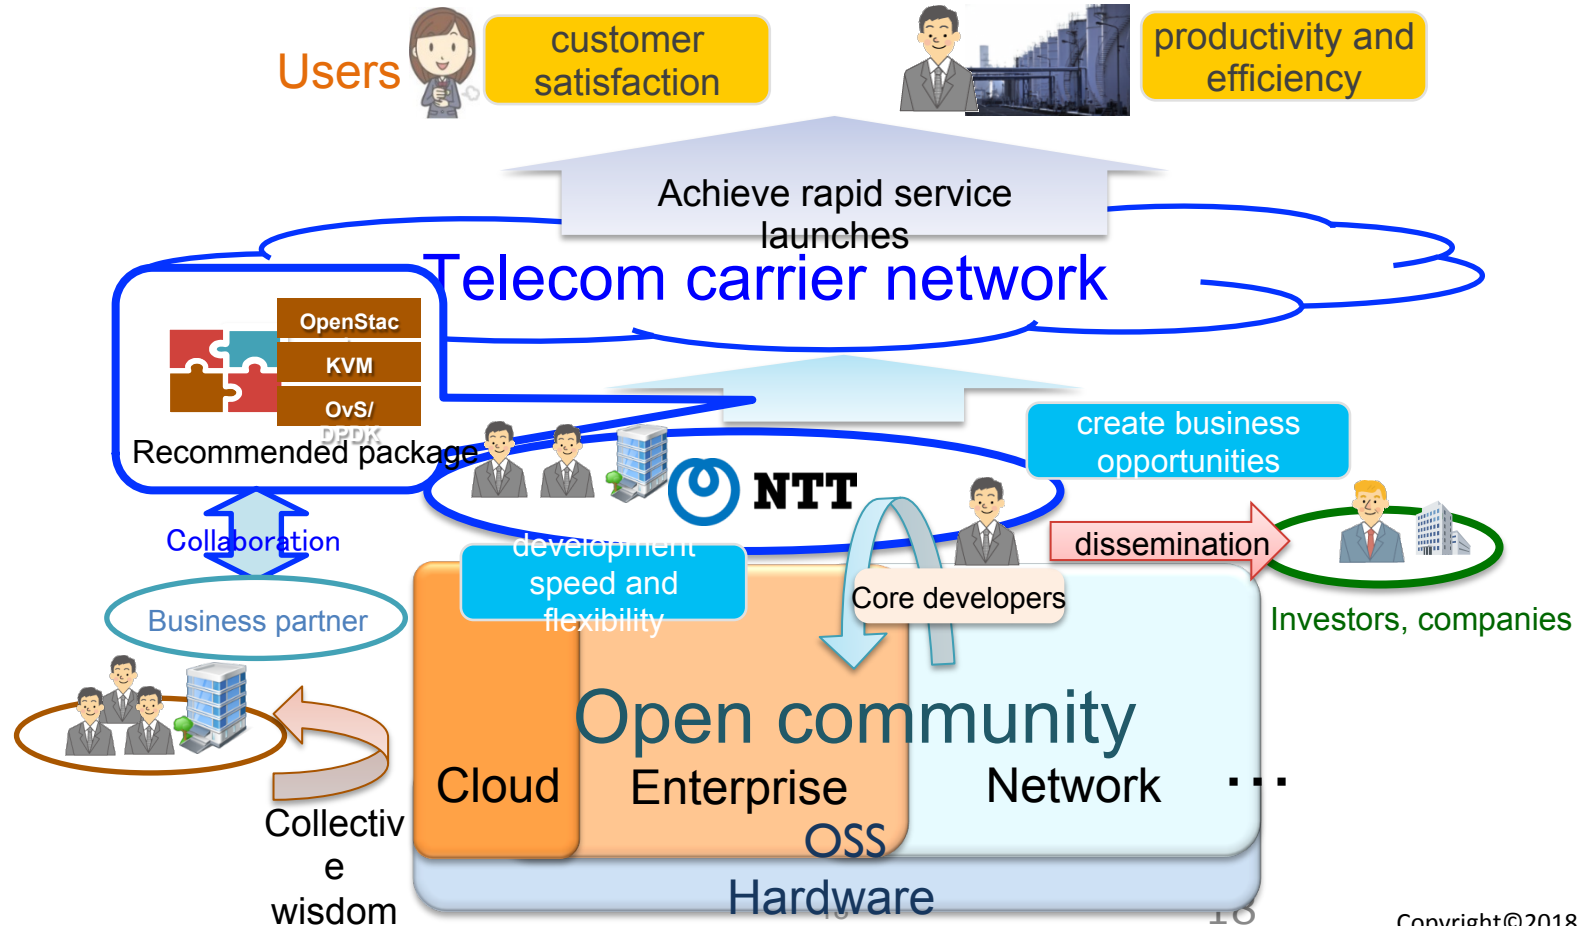 Users
customer
satisfaction
productivity and
efficiency
Achieve rapid service
launches
Telecom carrier network
OpenStac
KVM
OvS/
DPDK
Recommended package
create business
opportunities
NTT
Collaboration
development
speed and
flexibility
dissemination
Core developers
Business partner
Investors, companies
Open community
Cloud
Enterprise
Network
...
Collectiv
e
wisdom
OSS
Hardware
18
Copyright©2018